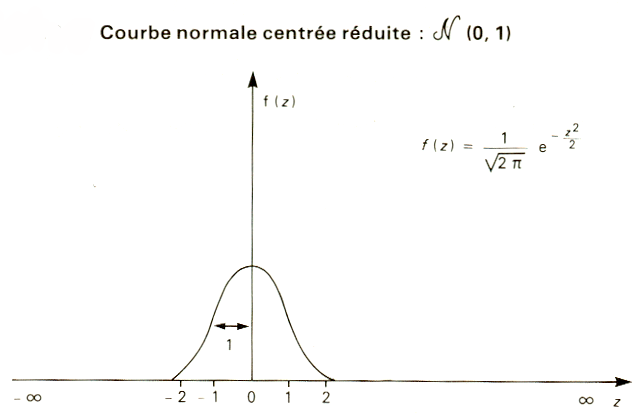 Courbe normale centrée réduite : 𝒩 (0, 1)
f (z)
f (z) = 1/√2 π e^(- z²/2)
1
- ∞ - 2 - 1 0 1 2 ∞ z